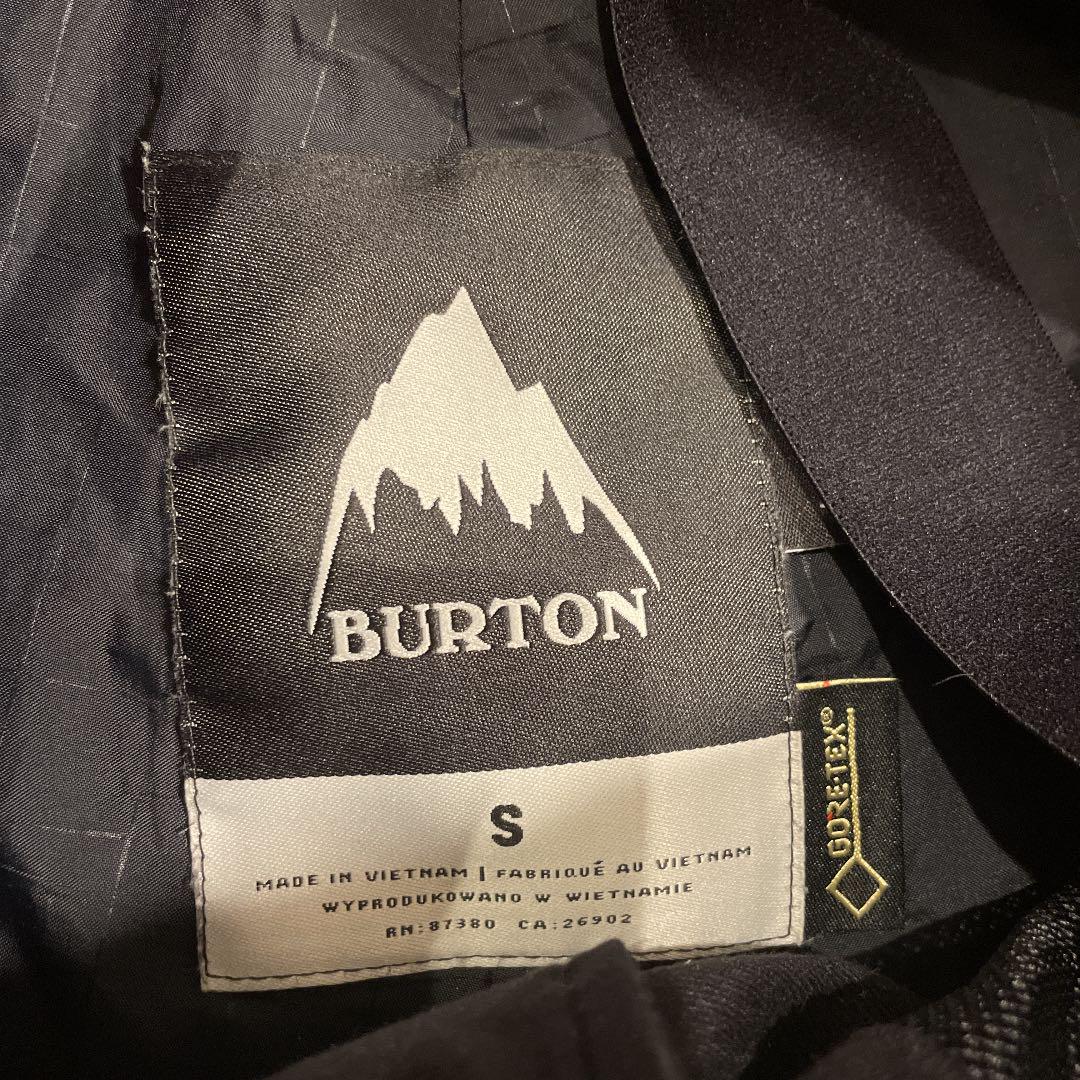 BURTON
S
MADE IN VIETNAM | FABRIQUÉ AU VIETNAM
WYPRODUKOWANO W WIETNAMIE
RN:87380 CA:26902
GORE-TEX®